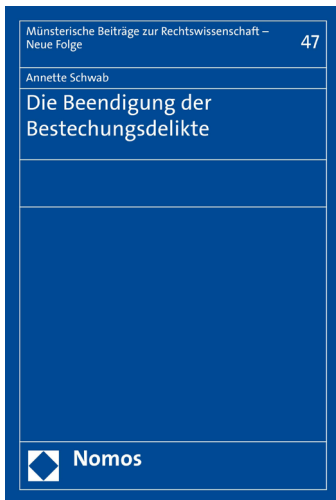 Münsterische Beiträge zur Rechtswissenschaft –
Neue Folge
47
Annette Schwab
Die Beendigung der
Bestechungsdelikte
Nomos